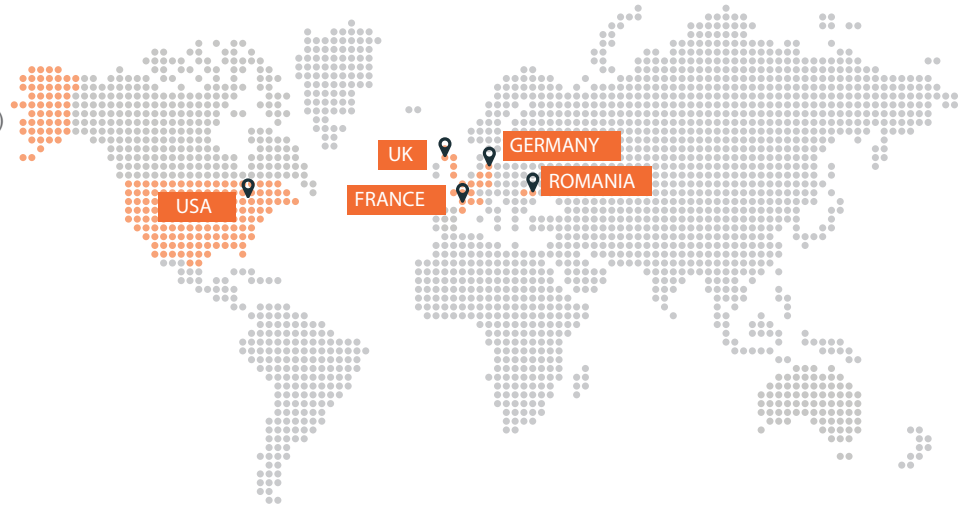 )
UK
GERMANY
ROMANIA
FRANCE
USA